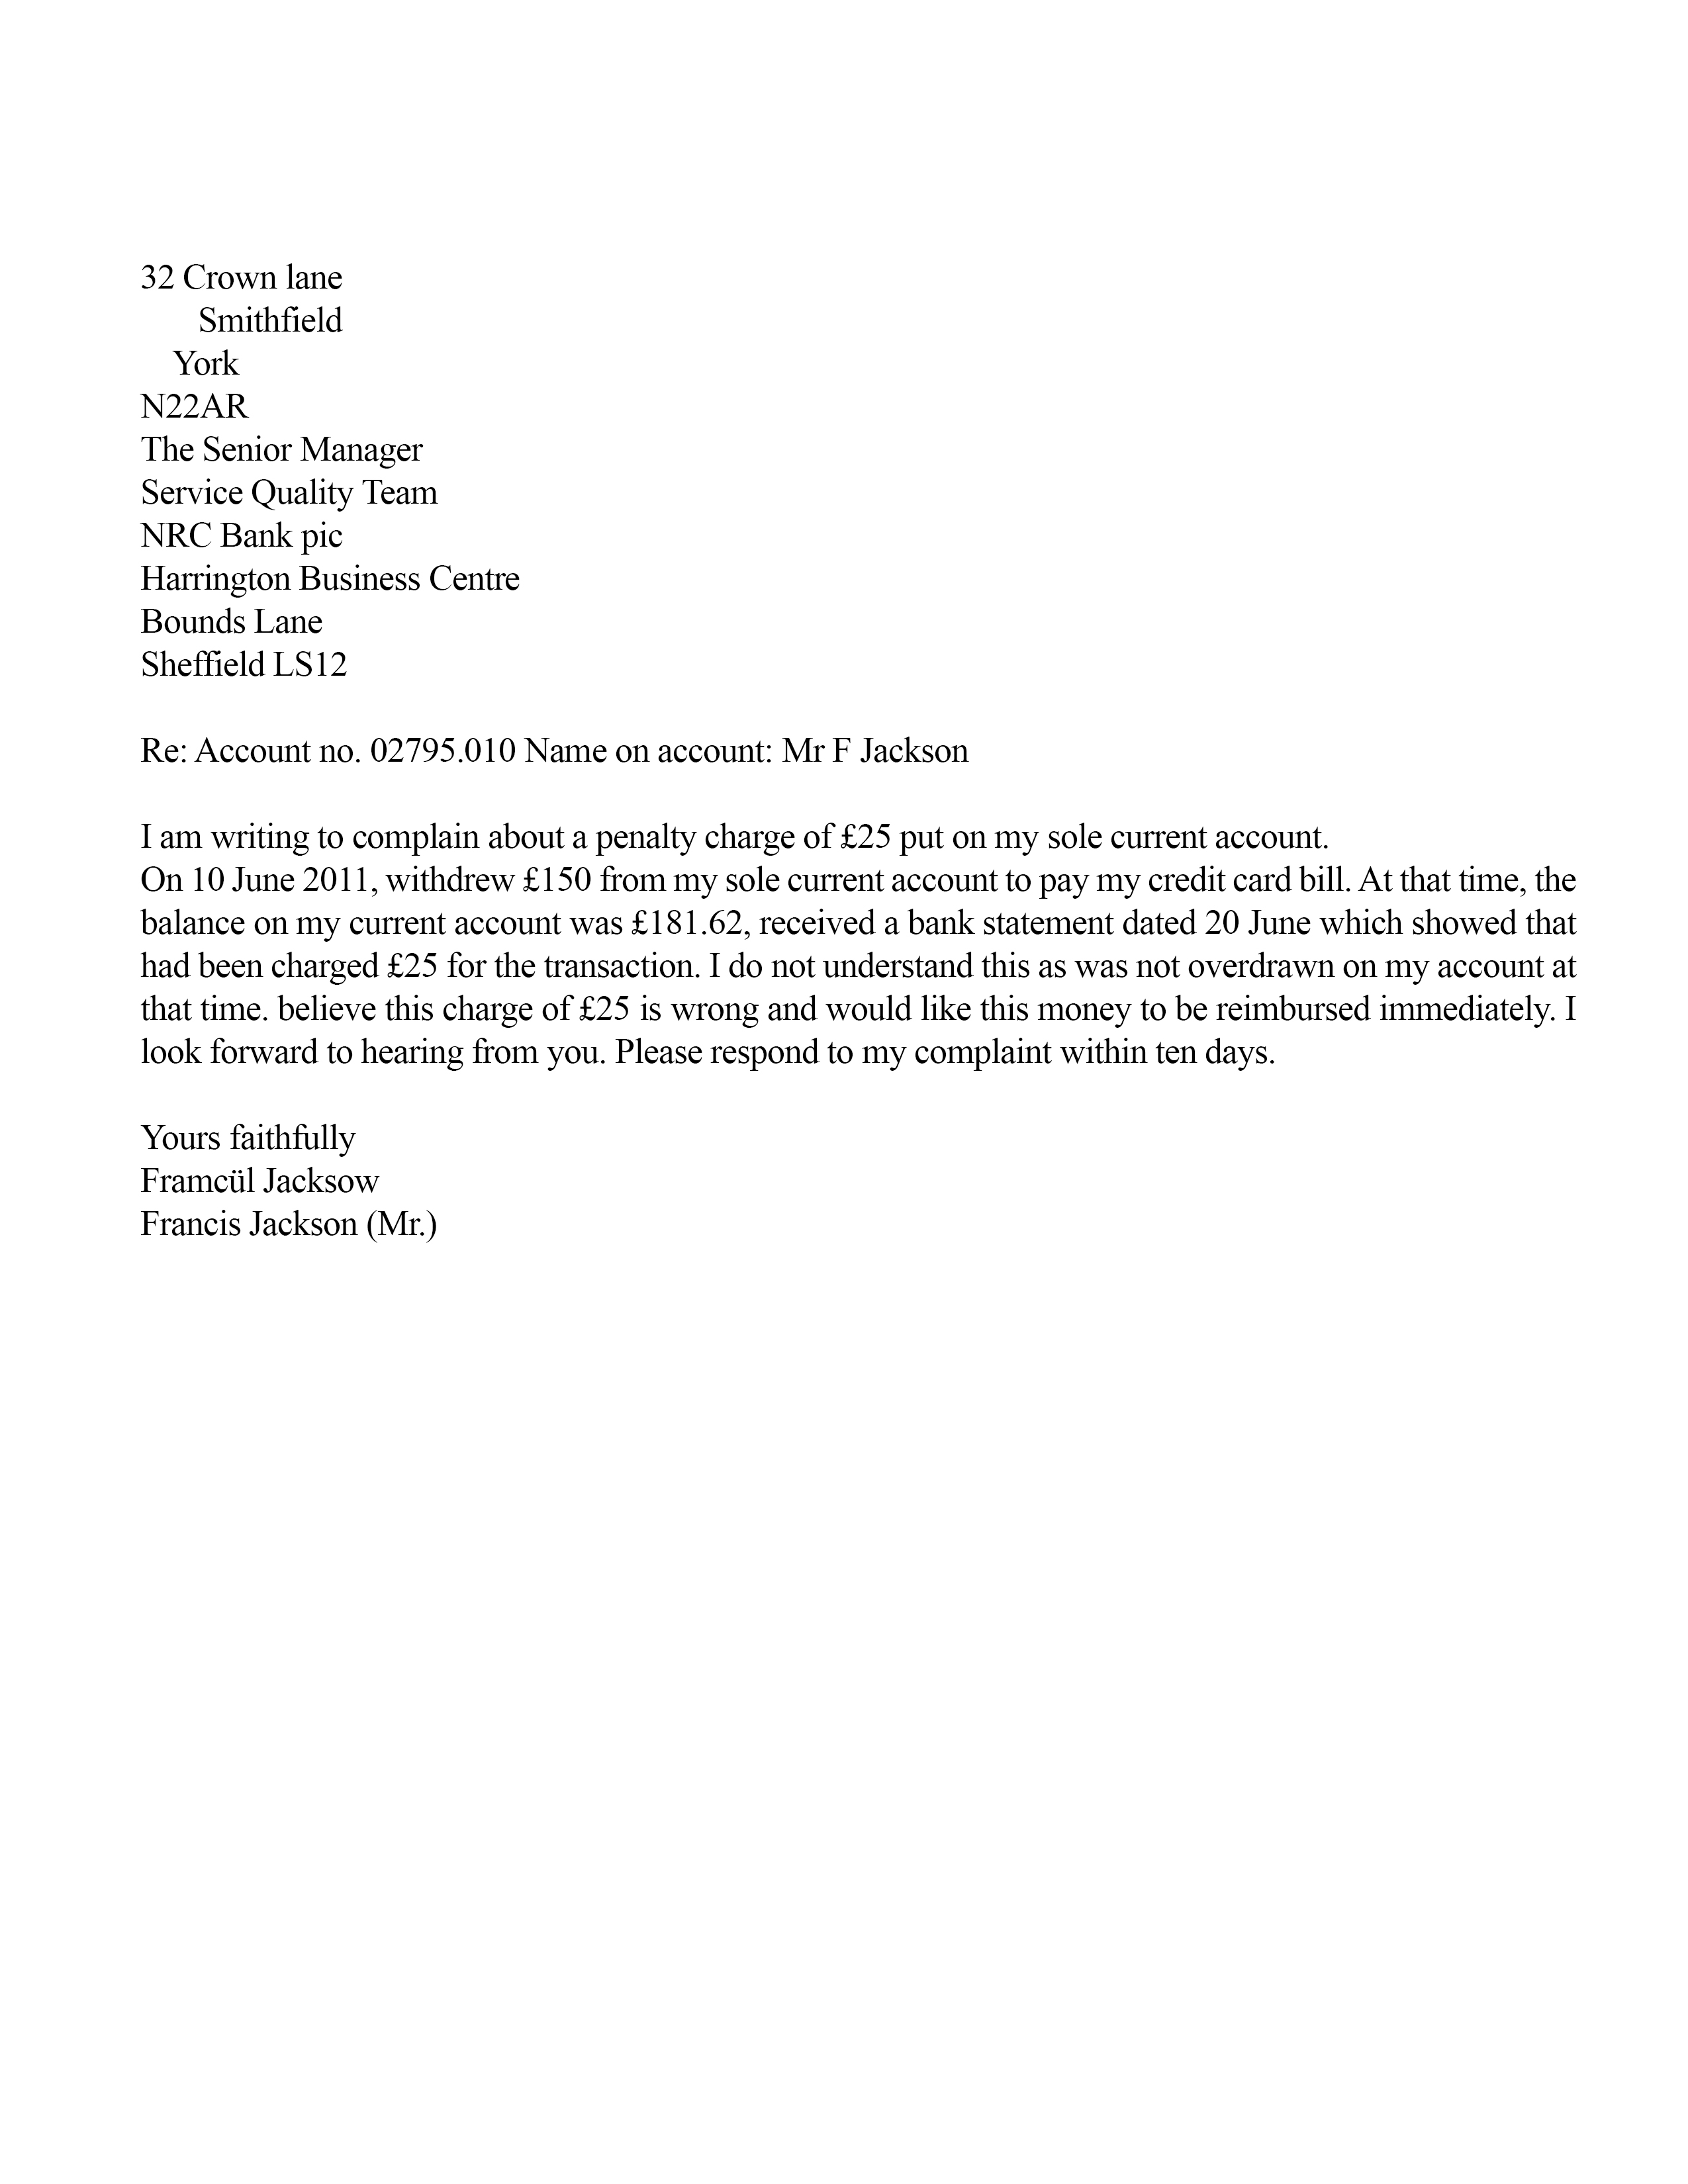 32 Crown lane
Smithfield
York
N22AR
The Senior Manager
Service Quality Team
NRC Bank pic
Harrington Business Centre
Bounds Lane
Sheffield LS12
Re: Account no. 02795.010 Name on account: Mr F Jackson
I am writing to complain about a penalty charge of £25 put on my sole current account.
On 10 June 2011, withdrew £150 from my sole current account to pay my credit card bill. At that time, the
balance on my current account was £181.62, received a bank statement dated 20 June which showed that
had been charged £25 for the transaction. I do not understand this as was not overdrawn on my account at
that time. believe this charge of £25 is wrong and would like this money to be reimbursed immediately. I
look forward to hearing from you. Please respond to my complaint within ten days.
Yours faithfully
Framcül Jacksow
Francis Jackson (Mr.)